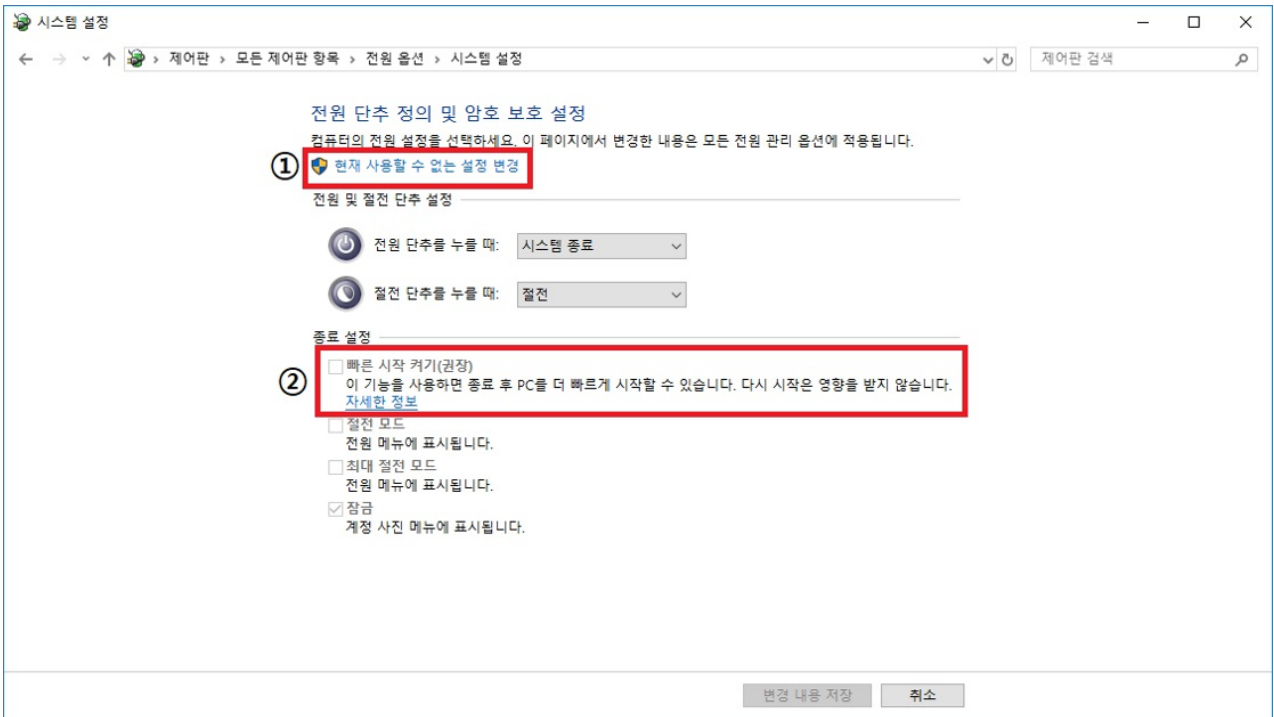 시스템 설정
제어판 › 모든 제어판 항목 › 전원 옵션 › 시스템 설정
제어판 검색
전원 단추 정의 및 암호 보호 설정
컴퓨터의 전원 설정을 선택하세요. 이 페이지에서 변경한 내용은 모든 전원 관리 옵션에 적용됩니다.
① 현재 사용할 수 없는 설정 변경
전원 및 절전 단추 설정
전원 단추를 누를 때: 시스템 종료
절전 단추를 누를 때: 절전
종료 설정
빠른 시작 켜기(권장)
② 이 기능을 사용하면 종료 후 PC를 더 빠르게 시작할 수 있습니다. 다시 시작은 영향을 받지 않습니다.
자세한 정보
절전 모드
전원 메뉴에 표시됩니다.
최대 절전 모드
전원 메뉴에 표시됩니다.
잠금
계정 사진 메뉴에 표시됩니다.
변경 내용 저장 취소